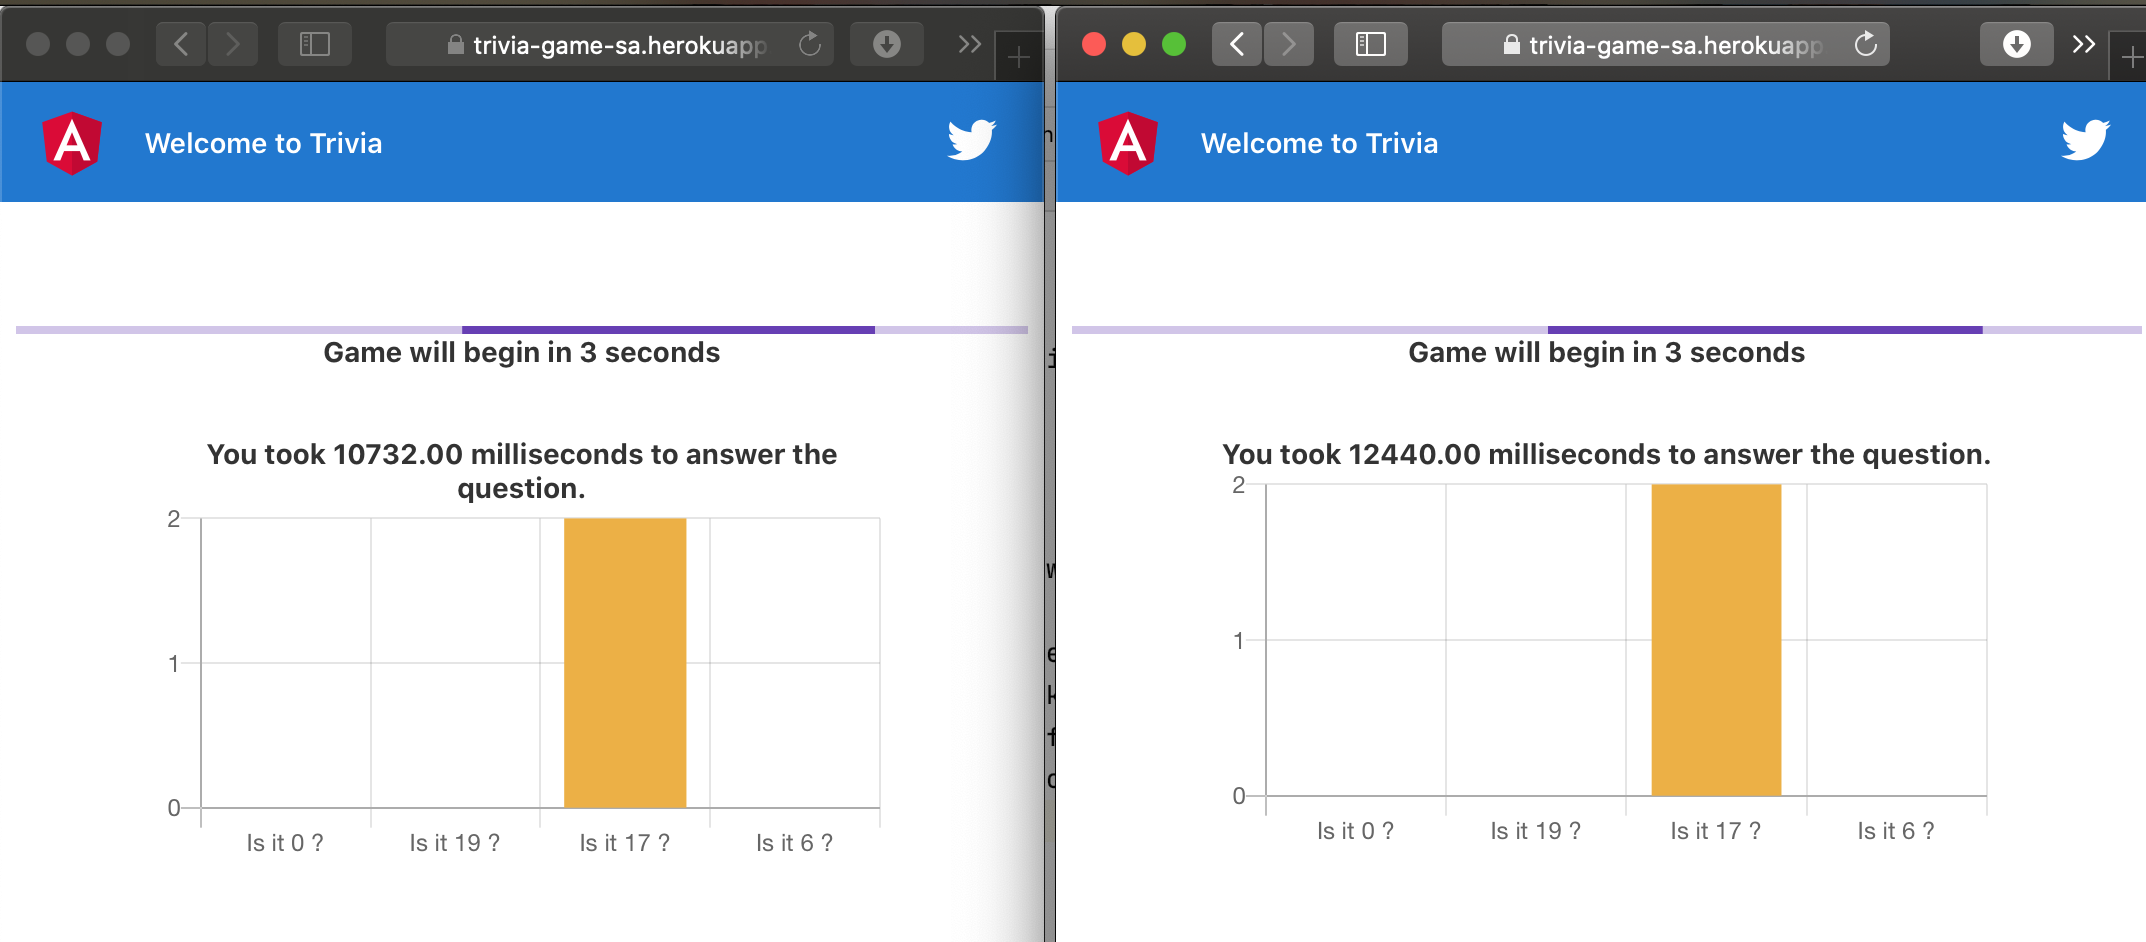 trivia-game-sa.herokuapp
Welcome to Trivia
Game will begin in 3 seconds
You took 10732.00 milliseconds to answer the
question.
2
1
0
Is it 0 ?
Is it 19 ?
Is it 17 ?
Is it 6 ?
trivia-game-sa.herokuapp
Welcome to Trivia
Game will begin in 3 seconds
You took 12440.00 milliseconds to answer the question.
2
1
0
Is it 0 ?
Is it 19 ?
Is it 17 ?
Is it 6 ?